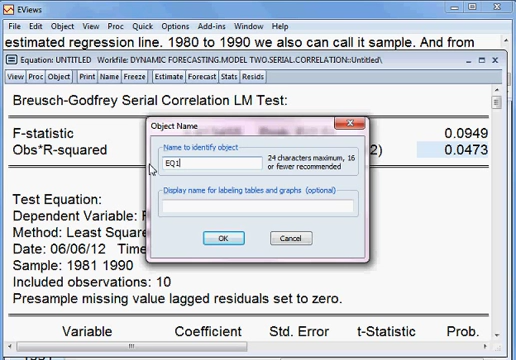 EViews
File Edit Object View Proc Quick Options Add-ins Window Help
estimated regression line. 1980 to 1990 we also can call it sample. And from
Equation: UNTITLED Workfile: DYNAMIC FORECASTING.MODEL TWO.SERIAL.CORRELATION::Untitled\
View Proc Object Print Name Freeze Estimate Forecast Stats Resids
Breusch-Godfrey Serial Correlation LM Test:
F-statistic 0.0949
Obs*R-squared 2) 0.0473
Object Name
Name to identify object
EQ1
24 characters maximum, 16
or fewer recommended
Display name for labeling tables and graphs (optional)
OK Cancel
Test Equation:
Dependent Variable:
Method: Least Square
Date: 06/06/12 Time
Sample: 1981 1990
Included observations: 10
Presample missing value lagged residuals set to zero.
Variable Coefficient Std. Error t-Statistic Prob.